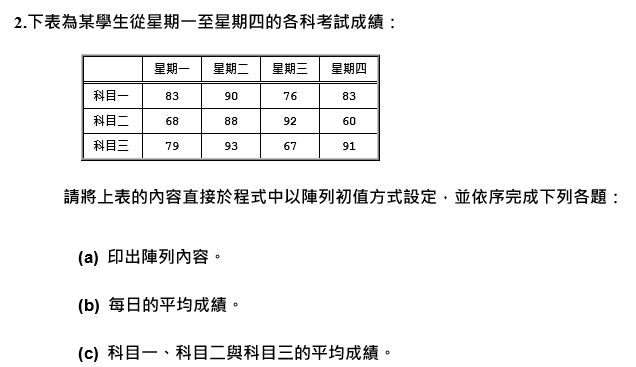 2.下表為某學生從星期一至星期四的各科考試成績：
星期一 星期二 星期三 星期四
科目一 83 90 76 83
科目二 68 88 92 60
科目三 79 93 67 91
請將上表的內容直接於程式中以陣列初值方式設定，並依序完成下列各題：
(a) 印出陣列內容。
(b) 每日的平均成績。
(c) 科目一、科目二與科目三的平均成績。